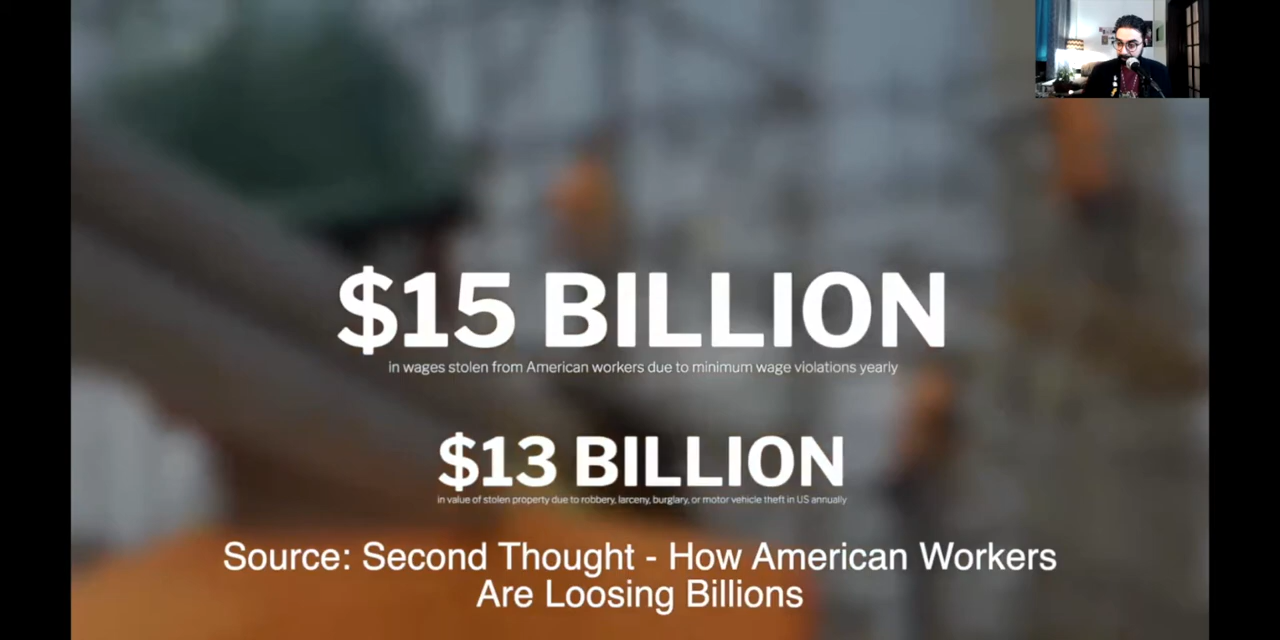 $15 BILLION
in wages stolen from American workers due to minimum wage violations yearly
$13 BILLION
in value of stolen property due to robbery, larceny, burglary, or motor vehicle theft in US annually
Source: Second Thought - How American Workers
Are Loosing Billions